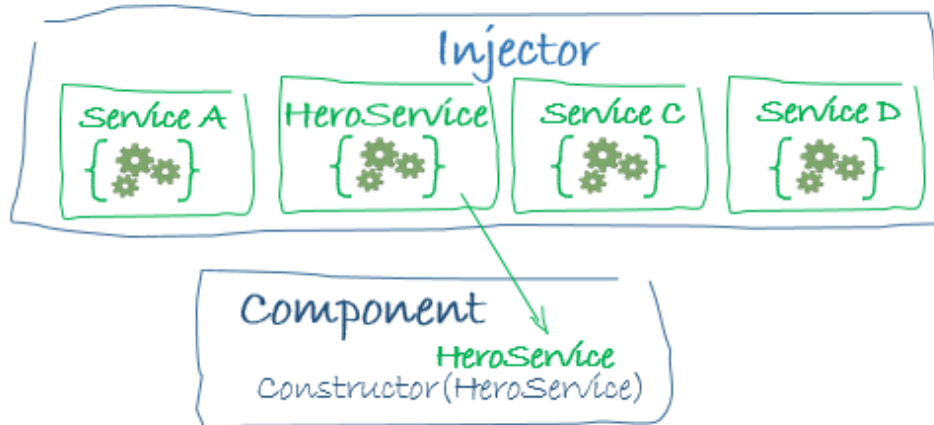 Injector
Service A
HeroService
Service C
Service D
Component
HeroService
Constructor(HeroService)